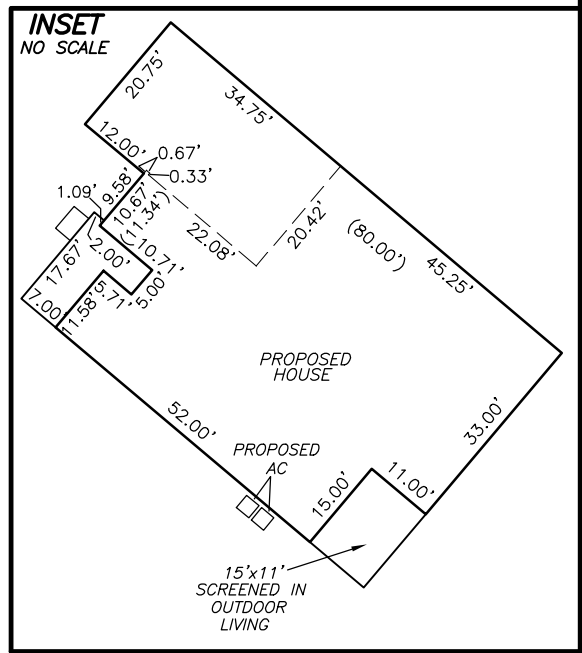 INSET
NO SCALE
20.75'
34.75'
12.00'
0.67'
0.33'
9.58'
1.09'
10.67'
(11.34')
22.08'
20.42'
(80.00')
45.25'
2.00'
10.71'
17.67'
5.00'
5.71'
7.00'
11.58'
PROPOSED
HOUSE
33.00'
52.00'
PROPOSED
AC
15.00'
11.00'
15'x11'
SCREENED IN
OUTDOOR
LIVING